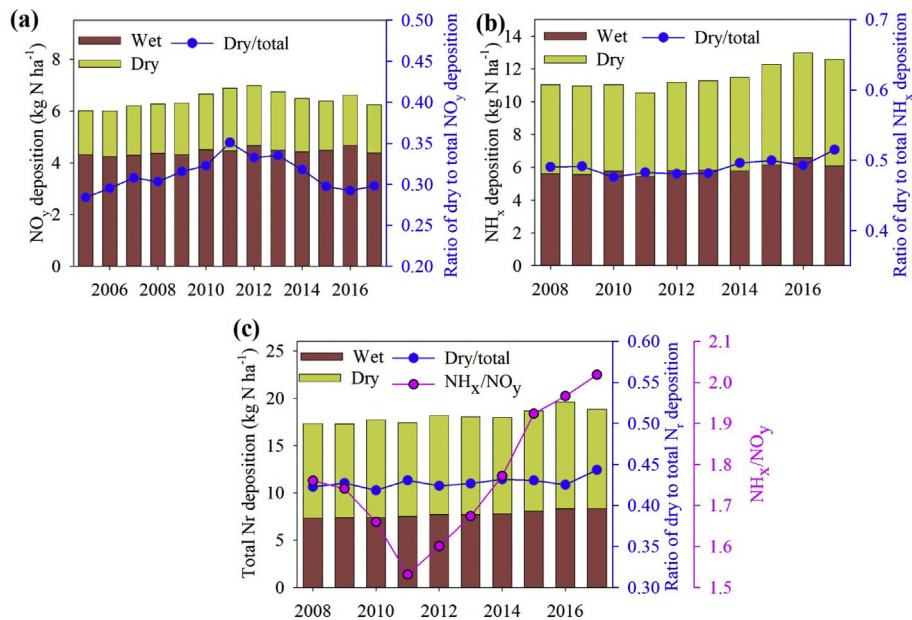 (a)
Wet
Dry/total
Dry
NOy deposition (kg N ha-1)
8
6
4
2
0
2006 2008 2010 2012 2014 2016
0.50
0.45
0.40
0.35
0.30
0.25
0.20
Ratio of dry to total NOy deposition
(b)
Wet
Dry/total
Dry
NHx deposition (kg N ha-1)
14
12
10
8
6
4
2
0
2008 2010 2012 2014 2016
0.7
0.6
0.5
0.4
Ratio of dry to total NHx deposition
(c)
Wet
Dry/total
Dry
NHx/NOy
Total Nr deposition (kg N ha-1)
25
20
15
10
5
0
2008 2010 2012 2014 2016
0.60
0.55
0.50
0.45
0.40
0.35
0.30
Ratio of dry to total Nr deposition
2.1
2.0
1.9
1.8
1.7
1.6
1.5
NHx/NOy